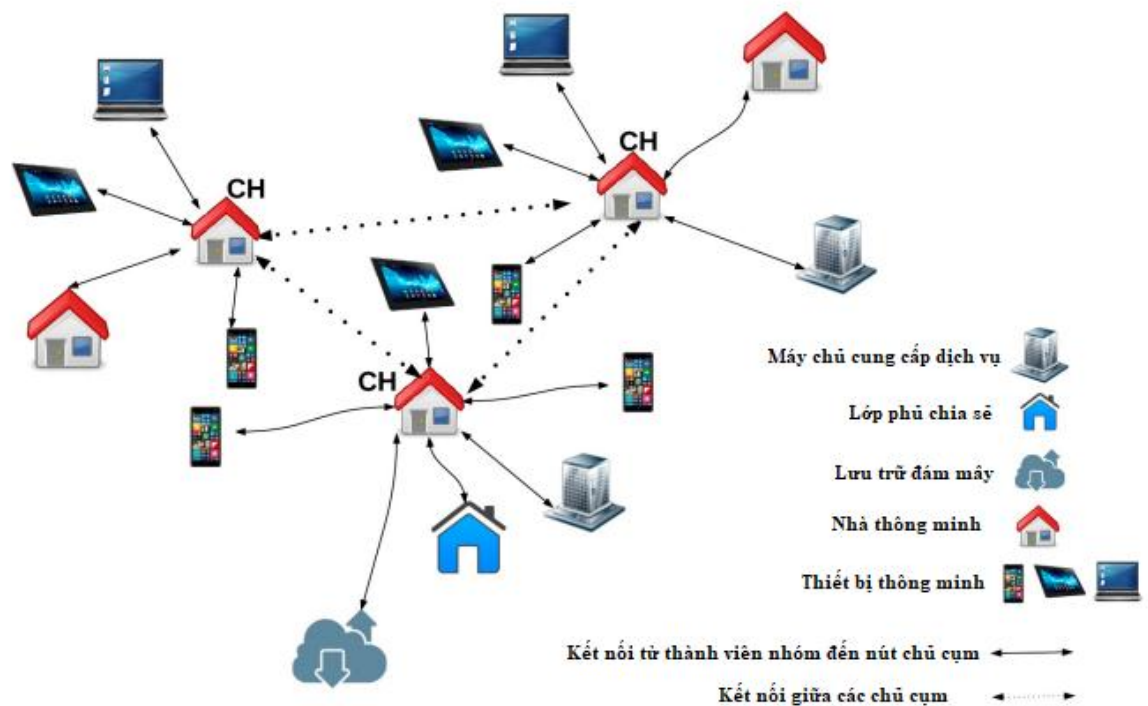 CH
CH
CH
Máy chủ cung cấp dịch vụ
Lớp phủ chia sẻ
Lưu trữ đám mây
Nhà thông minh
Thiết bị thông minh
Kết nối từ thành viên nhóm đến nút chủ cụm
Kết nối giữa các chủ cụm